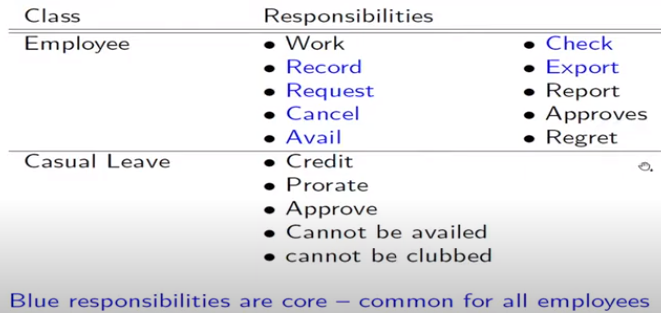 Class Responsibilities
Employee • Work • Check
• Record • Export
• Request • Report
• Cancel • Approves
• Avail • Regret
Casual Leave • Credit
• Prorate
• Approve
• Cannot be availed
• cannot be clubbed
Blue responsibilities are core – common for all employees